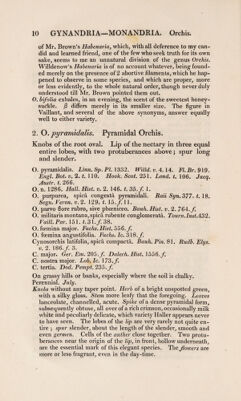 10 GYNANDRIA—MONANDRIA. Orchis.
of Mr. Brown's Habenaria, which, with all deference to my can-
did and learned friend, one of the few who seek truth for its own
sake, seems to me an unnatural division of the genus Orchis.
Willdenow's Habenaria is of no account whatever, being found-
ed merely on the presence of 2 abortive filaments, which he hap-
pened to observe in some species, and which are proper, more
or less evidently, to the whole natural order, though never duly
understood till Mr. Brown pointed them out.
O. bifolia exhales, in an evening, the scent of the sweetest honey-
suckle. β differs merely in its smaller size. The figure in
Vaillant, and several of the above synonyms, answer equally
well to either variety.
2. O. pyramidalis. Pyramidal Orchis.
Knobs of the root oval. Lip of the nectary in three equal
entire lobes, with two protuberances above; spur long
and slender.
O. pyramidalis. Linn. Sp. Pl. 1332. Willd. v. 4. 14. Fl. Br. 919.
Engl. Bot. v. 2. t. 110. Hook. Scot. 251. Lond. t. 106. Jacq.
Austr. t. 266.
O. n. 1286. Hall. Hist. v. 2. 146. t. 35. f. 1.
O. purpurea, spicâ congestâ pyramidali. Raii Syn. 377. t. 18.
Segu. Veron. v. 2. 129. t. 15. f. 11.
O. parvo flore rubro, sive phœnicco. Bauh. Hist. v. 2. 764. f.
O. militaris montana, spicâ rubente conglomeratâ. Tourn. Inst. 432.
Vaill. Par. 151. t. 31. f. 38.
O. fœmina major. Fuchs. Hist. 556. f.
O. fœmina angustifolia. Fuchs. Ic. 318. f.
Cynosorchis latifolia, spicâ compactâ. Bauh. Pin. 81. Rudb. Elys.
v. 2. 186. f. 3.
C. major. Ger. Em. 205. f. Dalech. Hist. 1556. f.
C. nostra major. Lob. Ic. 173. f.
C. tertia. Dod. Pempt. 235. f.
On grassy hills or banks, especially where the soil is chalky.
Perennial. July.
Knobs without any taper point. Herb of a bright unspotted green,
with a silky gloss. Stem more leafy than the foregoing. Leaves
lanceolate, channelled, acute. Spike of a dense pyramidal form,
subsequently obtuse, all over of a rich crimson, occasionally milk
white and peculiarly delicate, which variety Haller appears never
to have seen. The lobes of the lip are very rarely not quite en-
tire; spur slender, about the length of the slender, smooth and
even germen. Cells of the anther close together. Two protu-
berances near the origin of the lip, in front, hollow underneath,
are the essential mark of this elegant species. The flowers are
more or less fragrant, even in the day-time.